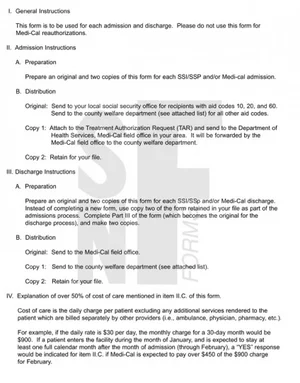 I. General Instructions
This form is to be used for each admission and discharge. Please do not use this form for
Medi-Cal reauthorizations.
II. Admission Instructions
A. Preparation
Prepare an original and two copies of this form for each SSI/SSP and/or Medi-cal admission.
B. Distribution
Original: Send to your local social security office for recipients with aid codes 10, 20, and 60.
Send to the county welfare department (see attached list) for all other aid codes.
Copy 1: Attach to the Treatment Authorization Request (TAR) and send to the Department of
Health Services, Medi-Cal field office in your area. It will be forwarded by the
Medi-Cal field office to the county welfare department.
Copy 2: Retain for your file.
III. Discharge Instructions
A. Preparation
Prepare an original and two copies of this form for each SSI/SSp and/or Medi-Cal discharge.
Instead of completing a new form, use copy two of the form retained in your file as part of the
admissions process. Complete Part III of the form (which becomes the original for the
discharge process), and make two copies.
B. Distribution
Original: Send to the Medi-Cal field office.
Copy 1: Send to the county welfare department (see attached list).
Copy 2: Retain for your file.
IV. Explanation of over 50% of cost of care mentioned in item II.C. of this form.
Cost of care is the daily charge per patient excluding any additional services rendered to the
patient which are billed separately by other providers (i.e., ambulance, physician, pharmacy, etc.).
For example, if the daily rate is $30 per day, the monthly charge for a 30-day month would be
$900. If a patient enters the facility during the month of January, and is expected to stay at
least one full calendar month after the month of admission (through February), a "YES" response
would be indicated for item II.C. if Medi-Cal is expected to pay over $450 of the $900 charge
for February.
FORMS